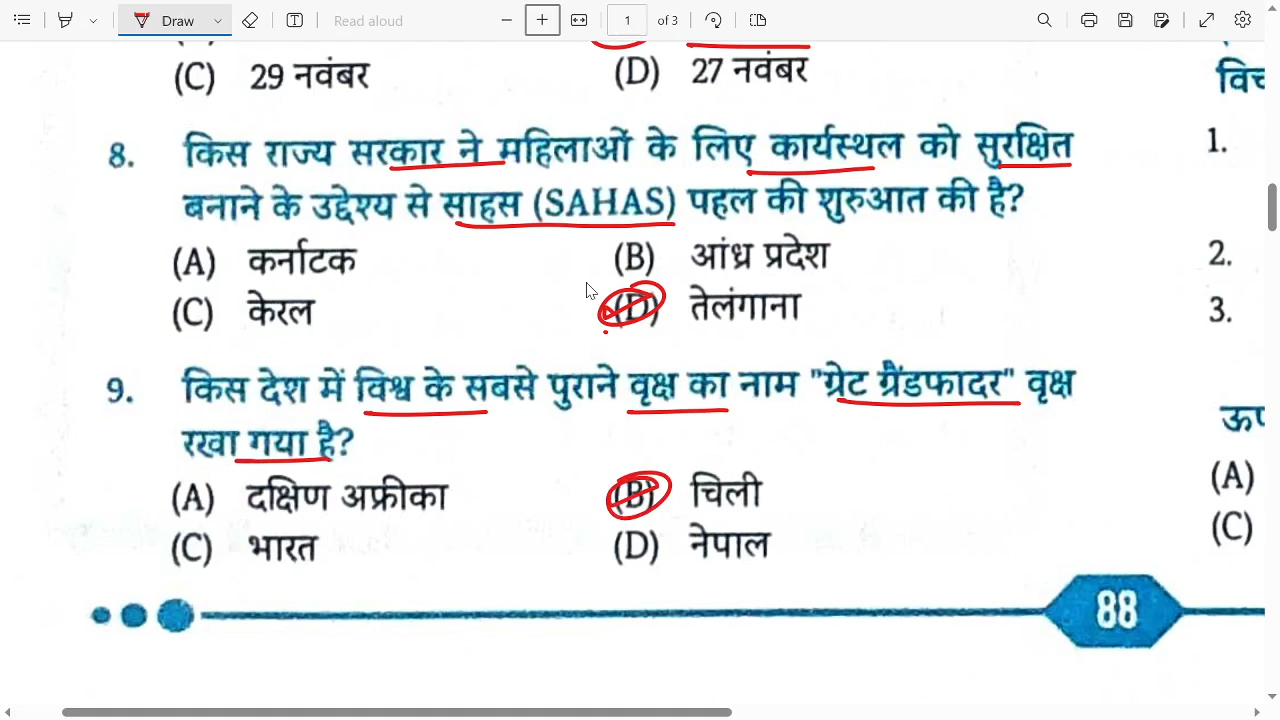 Draw
Read aloud
1 of 3
(C) 29 नवंबर (D) 27 नवंबर
8. किस राज्य सरकार ने महिलाओं के लिए कार्यस्थल को सुरक्षित
बनाने के उद्देश्य से साहस (SAHAS) पहल की शुरुआत की है?
(A) कर्नाटक (B) आंध्र प्रदेश
(C) केरल (D) तेलंगाना
9. किस देश में विश्व के सबसे पुराने वृक्ष का नाम "ग्रेट ग्रैंडफादर" वृक्ष
रखा गया है?
(A) दक्षिण अफ्रीका (B) चिली
(C) भारत (D) नेपाल
88
1.
2.
3.
(A)
(C)